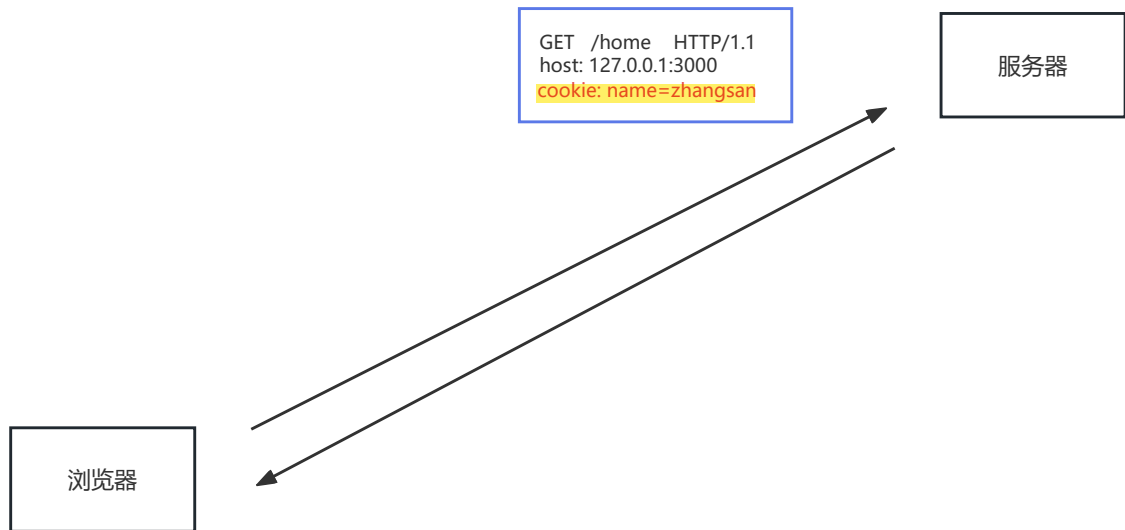 GET /home HTTP/1.1
host: 127.0.0.1:3000
cookie: name=zhangsan
服务器
浏览器